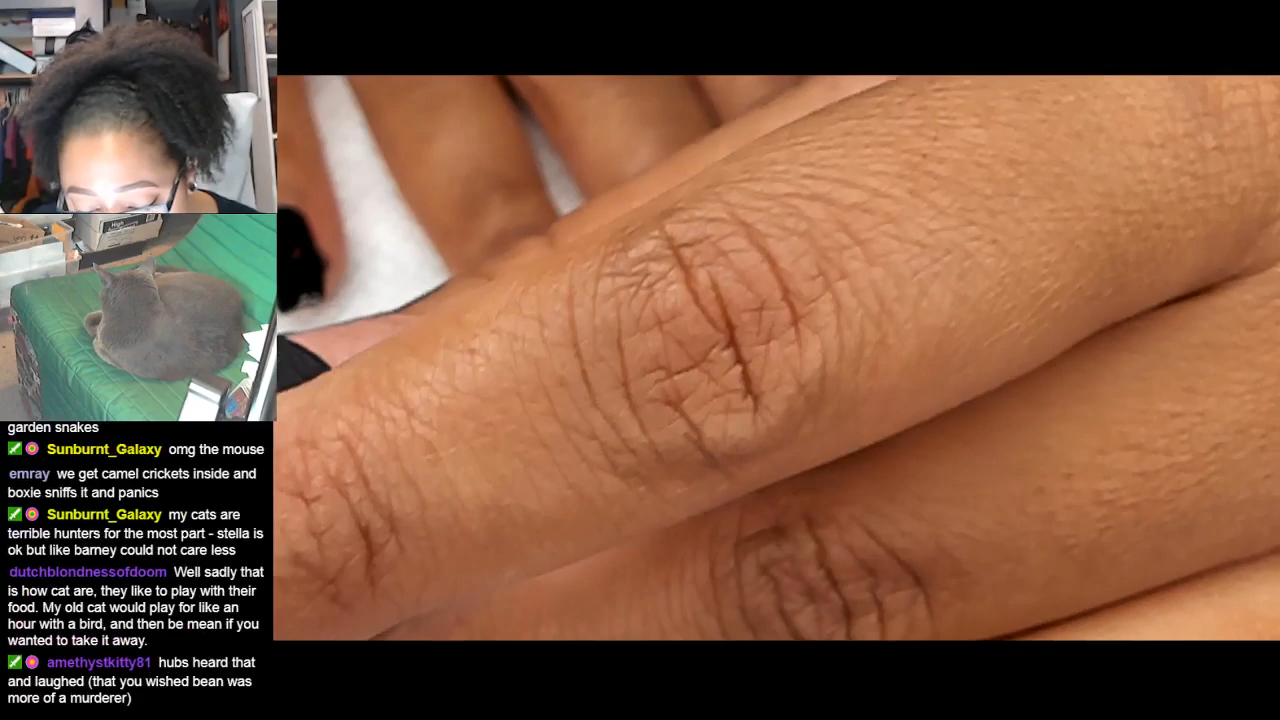 garden snakes
Sunburnt_Galaxy omg the mouse
emray we get camel crickets inside and
boxie sniffs it and panics
Sunburnt_Galaxy my cats are
terrible hunters for the most part - stella is
ok but like barney could not care less
dutchblondnessofdoom Well sadly that
is how cat are, they like to play with their
food. My old cat would play for like an
hour with a bird, and then be mean if you
wanted to take it away.
amethystkitty81 hubs heard that
and laughed (that you wished bean was
more of a murderer)